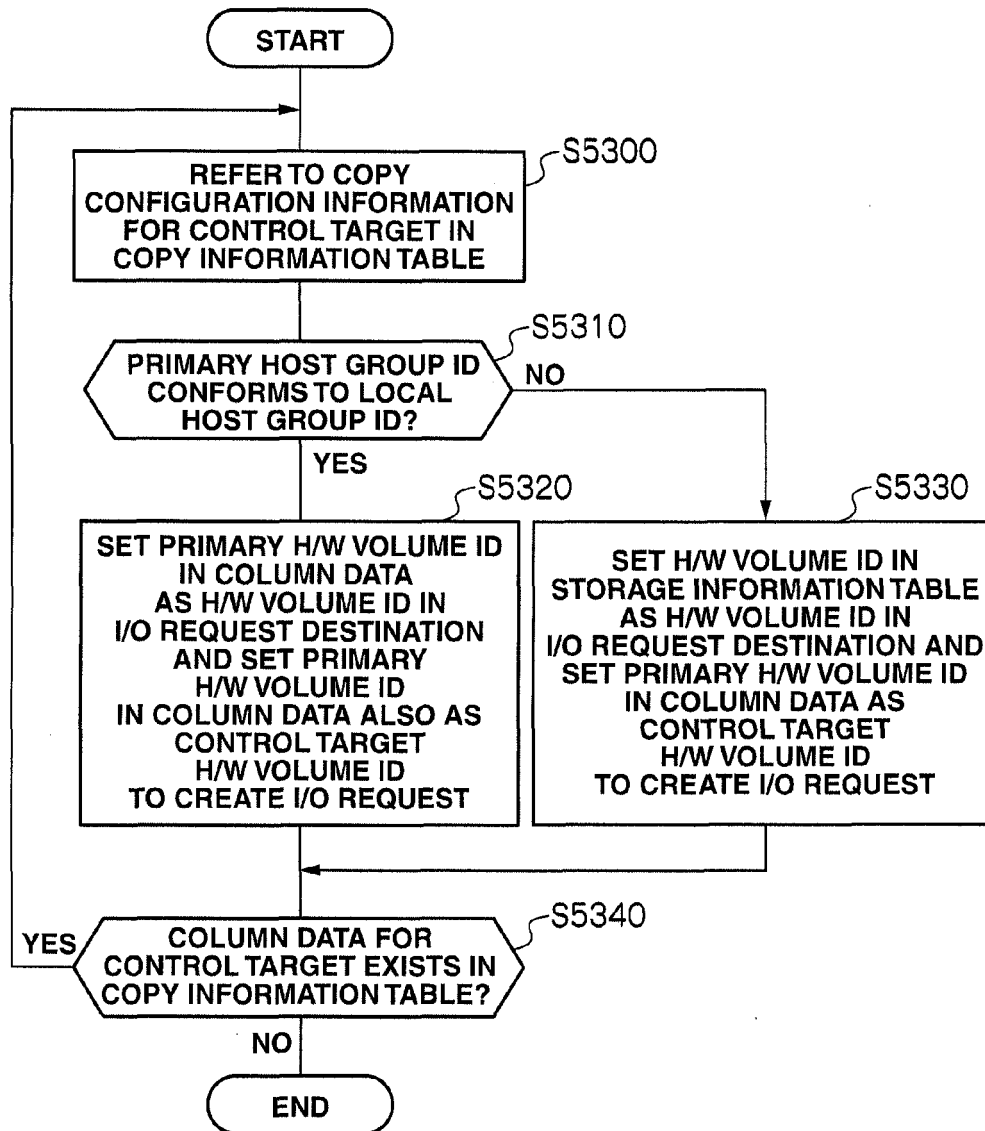 START
S5300
REFER TO COPY
CONFIGURATION INFORMATION
FOR CONTROL TARGET IN
COPY INFORMATION TABLE
S5310
PRIMARY HOST GROUP ID
CONFORMS TO LOCAL
HOST GROUP ID?
NO
YES
S5320
SET PRIMARY H/W VOLUME ID
IN COLUMN DATA
AS H/W VOLUME ID IN
I/O REQUEST DESTINATION
AND SET PRIMARY
H/W VOLUME ID
IN COLUMN DATA ALSO AS
CONTROL TARGET
H/W VOLUME ID
TO CREATE I/O REQUEST
S5330
SET H/W VOLUME ID IN
STORAGE INFORMATION TABLE
AS H/W VOLUME ID IN
I/O REQUEST DESTINATION AND
SET PRIMARY H/W VOLUME ID
IN COLUMN DATA AS
CONTROL TARGET
H/W VOLUME ID
TO CREATE I/O REQUEST
S5340
YES
COLUMN DATA FOR
CONTROL TARGET EXISTS IN
COPY INFORMATION TABLE?
NO
END